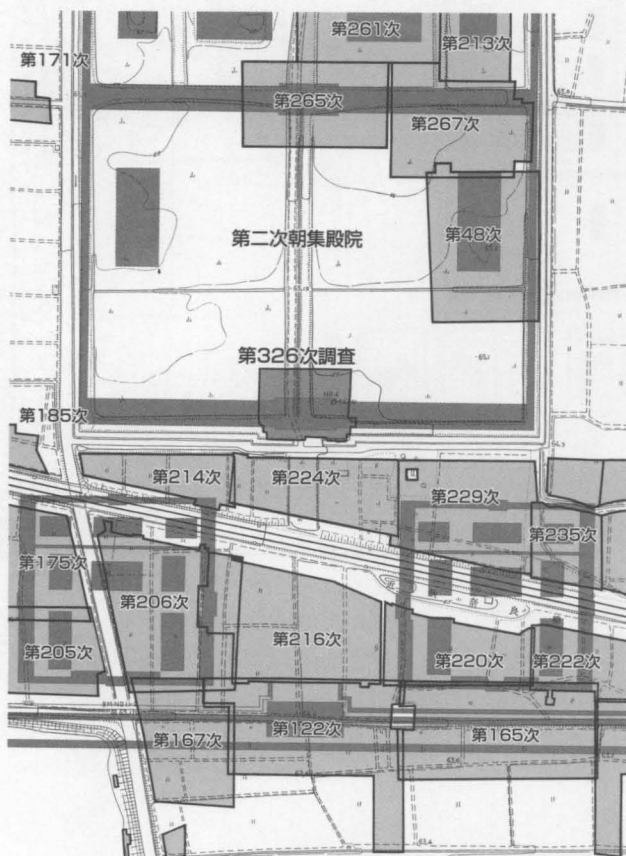 第261次
第213次
第171次
第265次
第267次
第二次朝集殿院
第48次
第326次調査
第185次
第214次
第224次
第229次
第235次
第175次
第206次
第216次
第205次
第220次
第222次
第122次
第165次
第167次